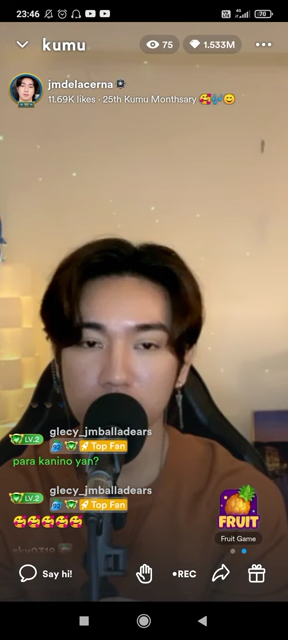 23:46
70
kumu
75
1.533M
jmdelacerna
11.69K likes · 25th Kumu Monthsary 🥰🎶😊
glecy_jmballadears
LV.2 Top Fan
para kanino yan?
glecy_jmballadears
LV.2 Top Fan
🥰🥰🥰🥰🥰
FRUIT
Fruit Game
Say hi!
•REC